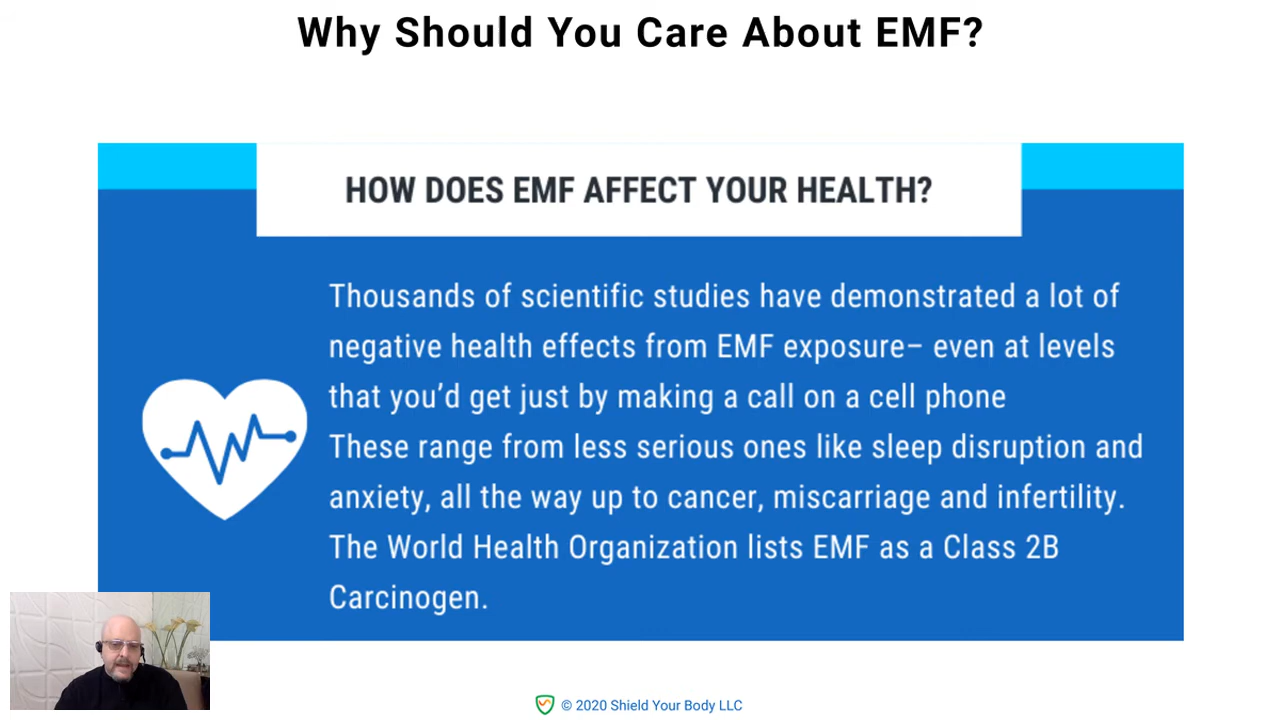 Why Should You Care About EMF?
HOW DOES EMF AFFECT YOUR HEALTH?
Thousands of scientific studies have demonstrated a lot of
negative health effects from EMF exposure– even at levels
that you’d get just by making a call on a cell phone
These range from less serious ones like sleep disruption and
anxiety, all the way up to cancer, miscarriage and infertility.
The World Health Organization lists EMF as a Class 2B
Carcinogen.
© 2020 Shield Your Body LLC